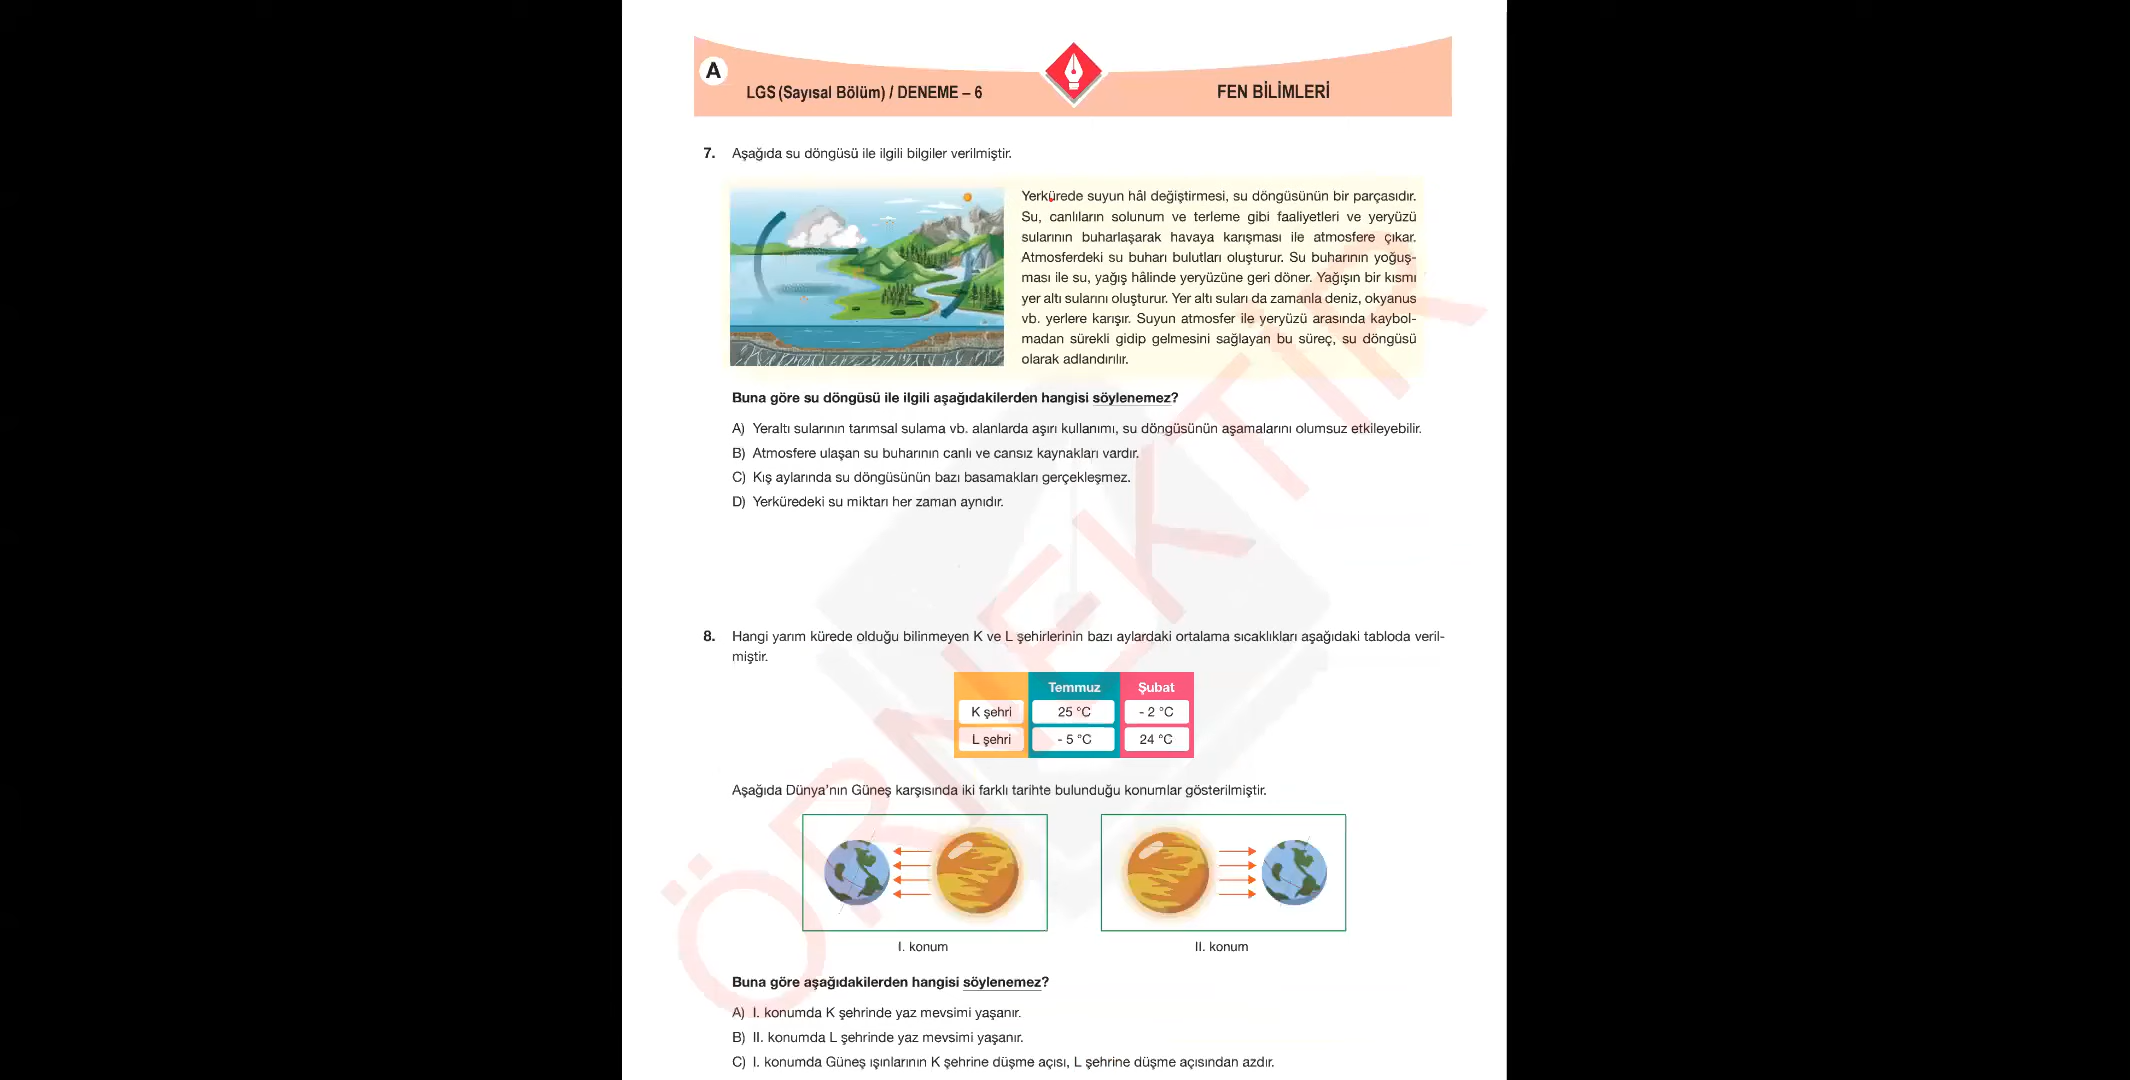 A
LGS (Sayısal Bölüm) / DENEME – 6
FEN BİLİMLERİ
7. Aşağıda su döngüsü ile ilgili bilgiler verilmiştir.
Yerkürede suyun hâl değiştirmesi, su döngüsünün bir parçasıdır.
Su, canlıların solunum ve terleme gibi faaliyetleri ve yeryüzü
sularının buharlaşarak havaya karışması ile atmosfere çıkar.
Atmosferdeki su buharı bulutları oluşturur. Su buharının yoğuş-
ması ile su, yağış hâlinde yeryüzüne geri döner. Yağışın bir kısmı
yer altı sularını oluşturur. Yer altı suları da zamanla deniz, okyanus
vb. yerlere karışır. Suyun atmosfer ile yeryüzü arasında kaybol-
madan sürekli gidip gelmesini sağlayan bu süreç, su döngüsü
olarak adlandırılır.
Buna göre su döngüsü ile ilgili aşağıdakilerden hangisi söylenemez?
A) Yeraltı sularının tarımsal sulama vb. alanlarda aşırı kullanımı, su döngüsünün aşamalarını olumsuz etkileyebilir.
B) Atmosfere ulaşan su buharının canlı ve cansız kaynakları vardır.
C) Kış aylarında su döngüsünün bazı basamakları gerçekleşmez.
D) Yerküredeki su miktarı her zaman aynıdır.
8. Hangi yarım kürede olduğu bilinmeyen K ve L şehirlerinin bazı aylardaki ortalama sıcaklıkları aşağıdaki tabloda veril-
miştir.
Temmuz Şubat
K şehri 25 °C - 2 °C
L şehri - 5 °C 24 °C
Aşağıda Dünya'nın Güneş karşısında iki farklı tarihte bulunduğu konumlar gösterilmiştir.
I. konum
II. konum
Buna göre aşağıdakilerden hangisi söylenemez?
A) I. konumda K şehrinde yaz mevsimi yaşanır.
B) II. konumda L şehrinde yaz mevsimi yaşanır.
C) I. konumda Güneş ışınlarının K şehrine düşme açısı, L şehrine düşme açısından azdır.
ÖRNEKTİR